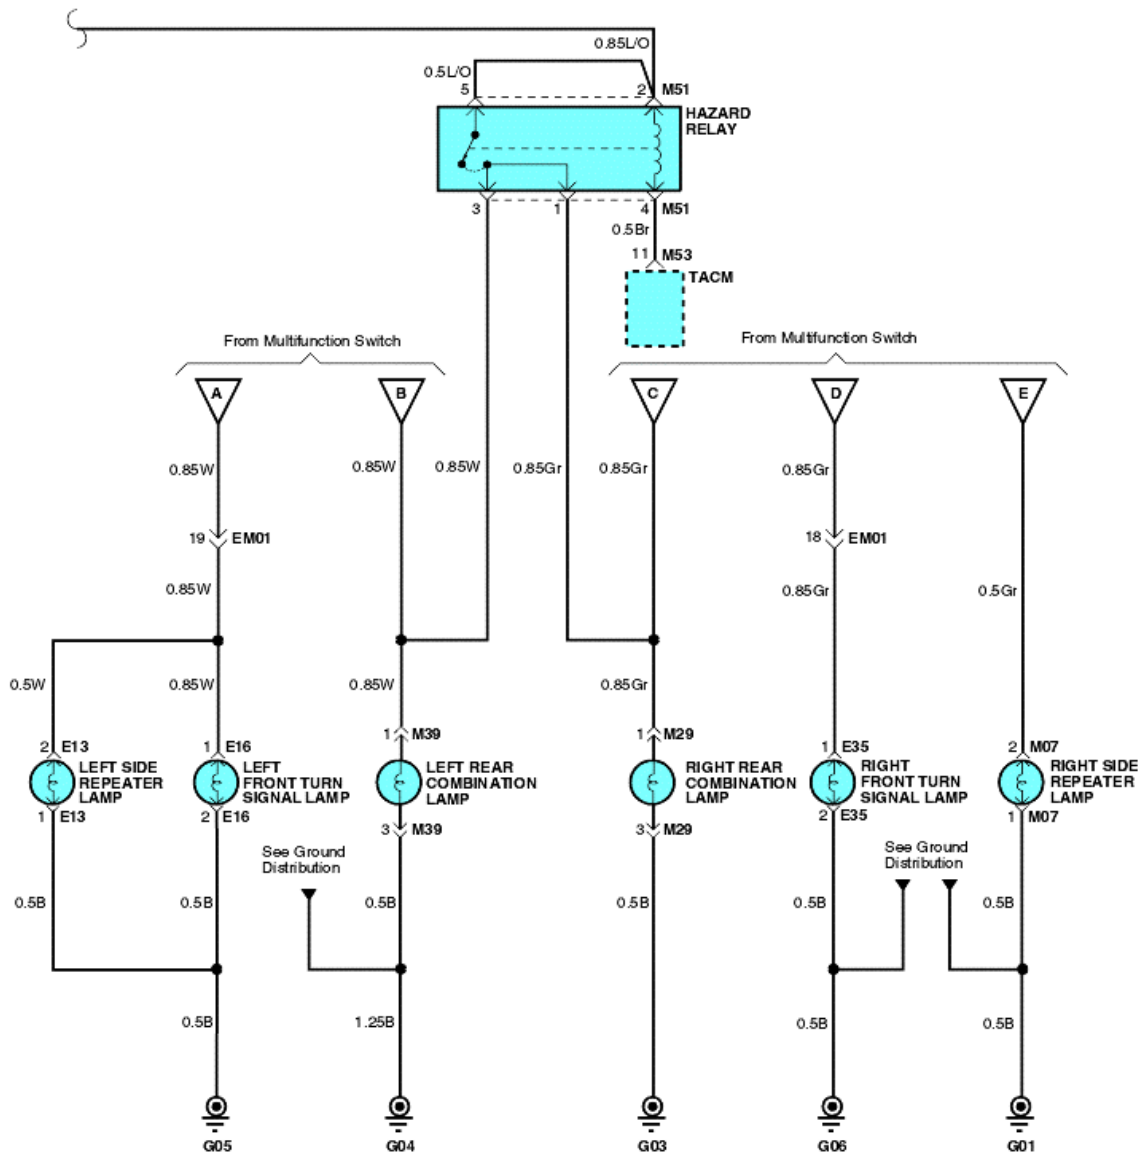 0.85L/O
0.5L/O
5
2 M51
HAZARD
RELAY
3
1
4 M51
0.5Br
11 M53
TACM
From Multifunction Switch
From Multifunction Switch
A
B
C
D
E
0.85W
0.85W
0.85W
0.85Gr
0.85Gr
0.85Gr
19 EM01
18 EM01
0.85W
0.85Gr
0.5Gr
0.5W
0.85W
0.85W
0.85Gr
2 E13
1 E16
1 M39
1 M29
1 E35
2 M07
LEFT SIDE
REPEATER
LAMP
LEFT
FRONT TURN
SIGNAL LAMP
LEFT REAR
COMBINATION
LAMP
RIGHT REAR
COMBINATION
LAMP
RIGHT
FRONT TURN
SIGNAL LAMP
RIGHT SIDE
REPEATER
LAMP
1 E13
2 E16
3 M39
3 M29
2 E35
1 M07
See Ground
Distribution
See Ground
Distribution
0.5B
0.5B
0.5B
0.5B
0.5B
0.5B
0.5B
1.25B
0.5B
0.5B
G05
G04
G03
G06
G01